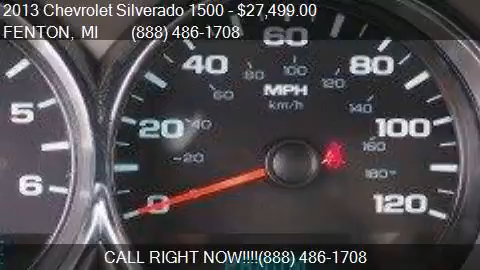 2013 Chevrolet Silverado 1500 - $27,499.00
FENTON, MI (888) 486-1708
60
40 80
80 100 120
60 MPH 140
km/h
5 20 40 100
20 160
6 180
0 120
CALL RIGHT NOW!!!!(888) 486-1708